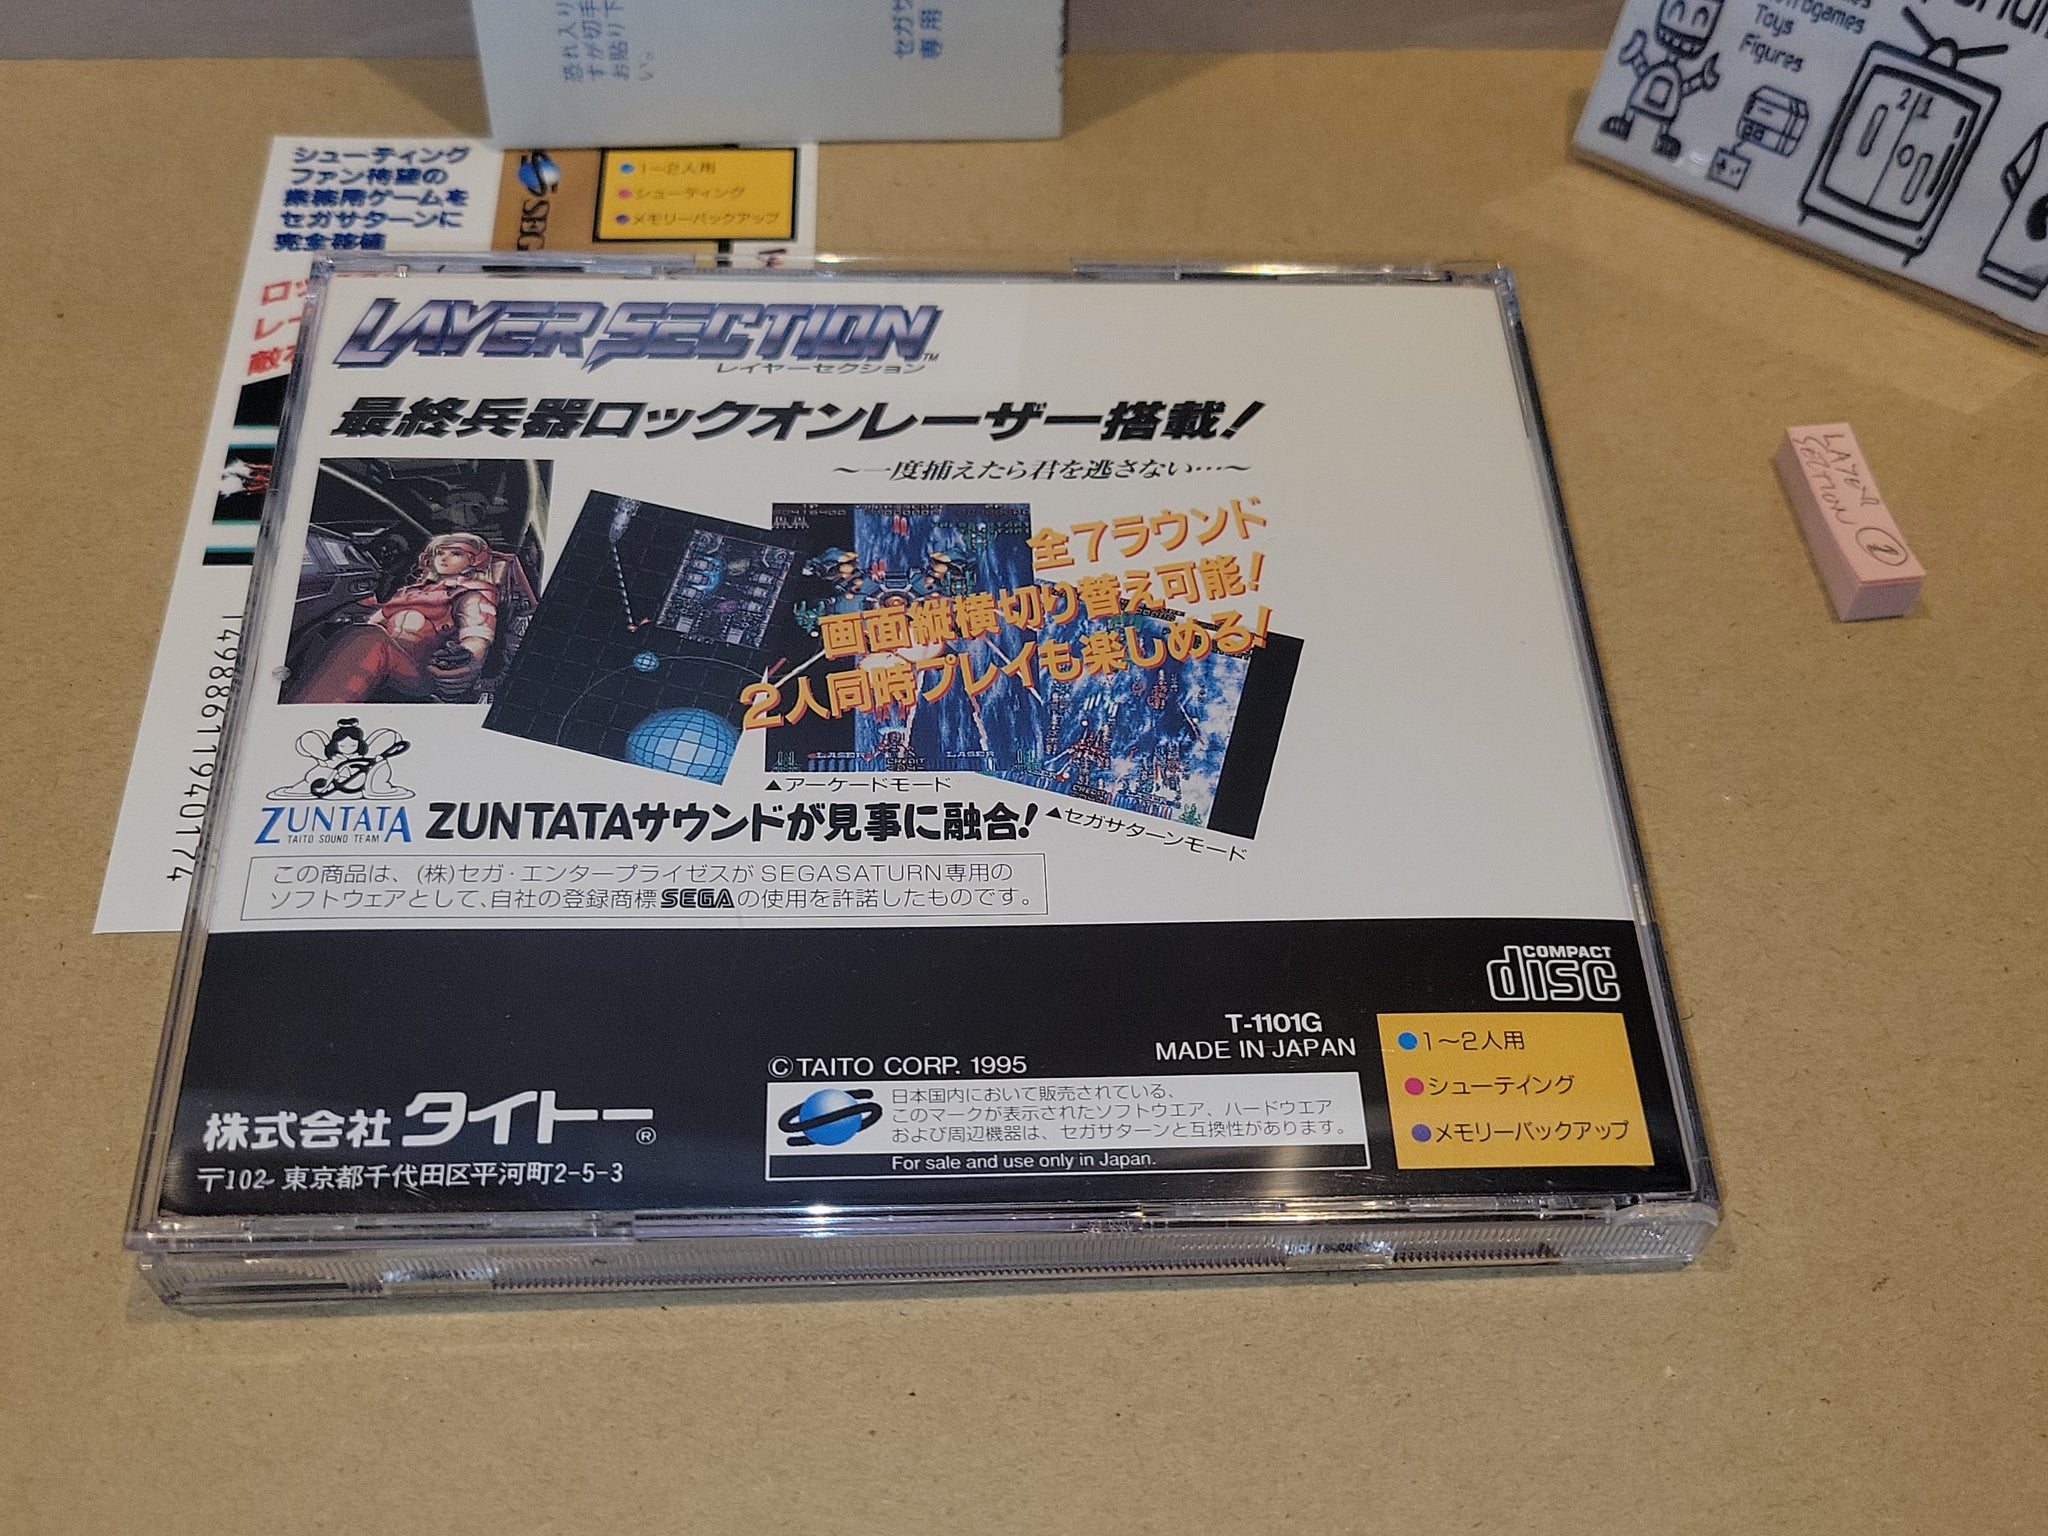 恐れ入り
すが切手
お貼り下
い。
専用
Toys
Figures
シューティング
ファン待望の
業務用ゲームを
セガサターンに
完全移植
1〜2人用
シューティング
メモリーバックアップ
4988611940174
LAYER SECTION™
レイヤーセクション
最終兵器ロックオンレーザー搭載!
〜一度捕えたら君を逃さない…〜
全7ラウンド
画面縦横切り替え可能!
2人同時プレイも楽しめる!
▲アーケードモード
▲セガサターンモード
ZUNTATA
TAITO SOUND TEAM
ZUNTATAサウンドが見事に融合!
この商品は、(株)セガ・エンタープライゼスが SEGASATURN専用の
ソフトウェアとして、自社の登録商標SEGAの使用を許諾したものです。
COMPACT
disc
T-1101G
MADE IN JAPAN
©TAITO CORP. 1995
日本国内において販売されている、
このマークが表示されたソフトウエア、ハードウエア
および周辺機器は、セガサターンと互換性があります。
For sale and use only in Japan.
1〜2人用
シューティング
メモリーバックアップ
株式会社タイトー®
〒102 東京都千代田区平河町2-5-3
LAYER
SECTION